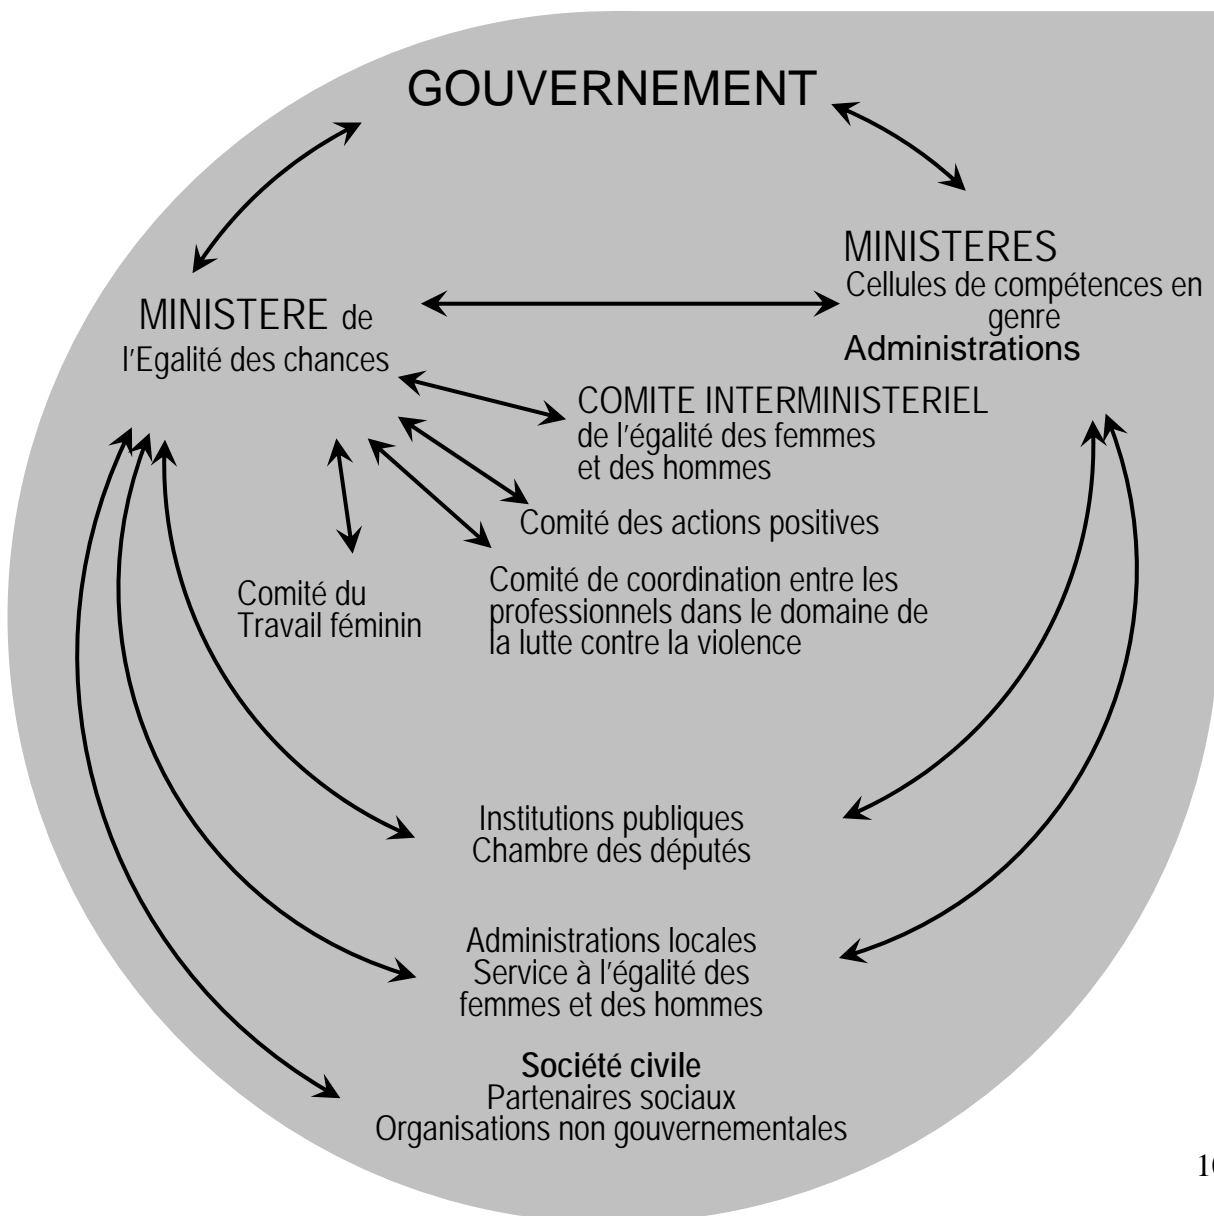 GOUVERNEMENT
MINISTERES
Cellules de compétences en
genre
Administrations
MINISTERE de
l'Egalité des chances
COMITE INTERMINISTERIEL
de l'égalité des femmes
et des hommes
Comité des actions positives
Comité de coordination entre les
professionnels dans le domaine de
la lutte contre la violence
Comité du
Travail féminin
Institutions publiques
Chambre des députés
Administrations locales
Service à l'égalité des
femmes et des hommes
Société civile
Partenaires sociaux
Organisations non gouvernementales